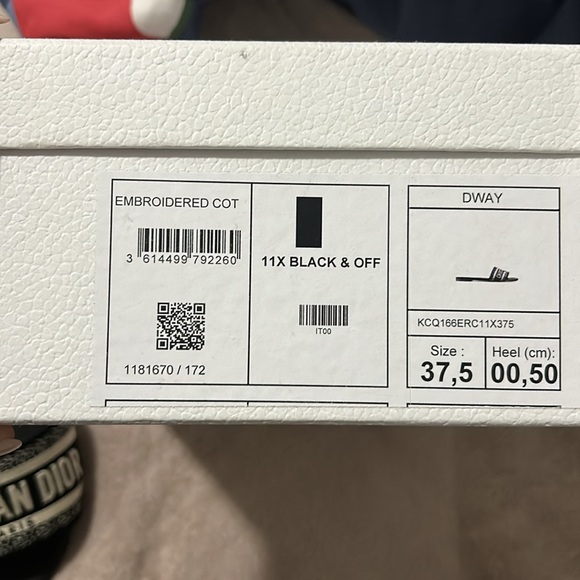 EMBROIDERED COT
3 614499 792260
1181670 / 172
11X BLACK & OFF
IT00
DWAY
KCQ166ERC11X375
Size :
37,5
Heel (cm):
00,50
AN DIOR